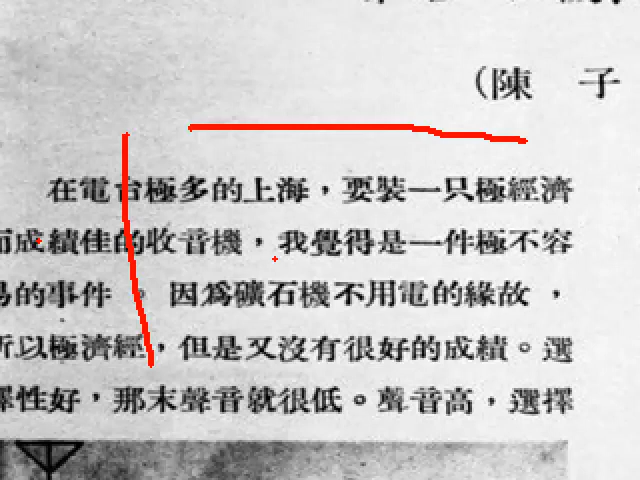 （陳　子
在電台極多的上海，要裝一只極經濟
而成績佳的收音機，我覺得是一件極不容
易的事件。因爲礦石機不用電的緣故，
所以極濟經，但是又沒有很好的成績。選
擇性好，那末聲音就很低。聲音高，選擇